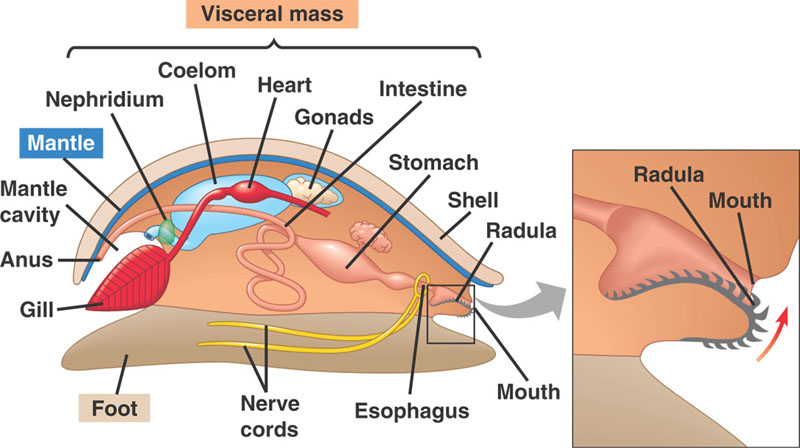 Visceral mass
Coelom
Heart
Intestine
Nephridium
Gonads
Mantle
Stomach
Mantle
cavity
Shell
Radula
Anus
Gill
Foot
Nerve
cords
Esophagus
Mouth
Radula
Mouth